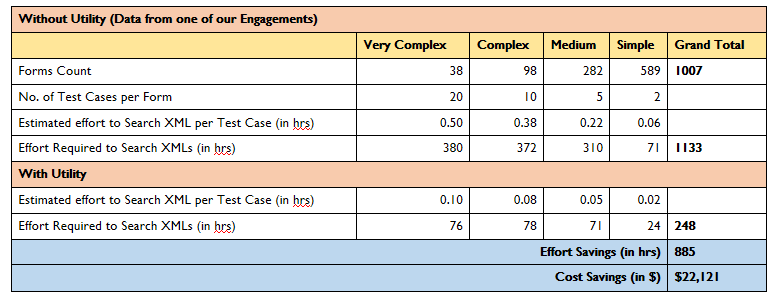 Without Utility (Data from one of our Engagements)
Very Complex Complex Medium Simple Grand Total
Forms Count 38 98 282 589 1007
No. of Test Cases per Form 20 10 5 2
Estimated effort to Search XML per Test Case (in hrs) 0.50 0.38 0.22 0.06
Effort Required to Search XMLs (in hrs) 380 372 310 71 1133
With Utility
Estimated effort to Search XML per Test Case (in hrs) 0.10 0.08 0.05 0.02
Effort Required to Search XMLs (in hrs) 76 78 71 24 248
Effort Savings (in hrs) 885
Cost Savings (in $) $22,121